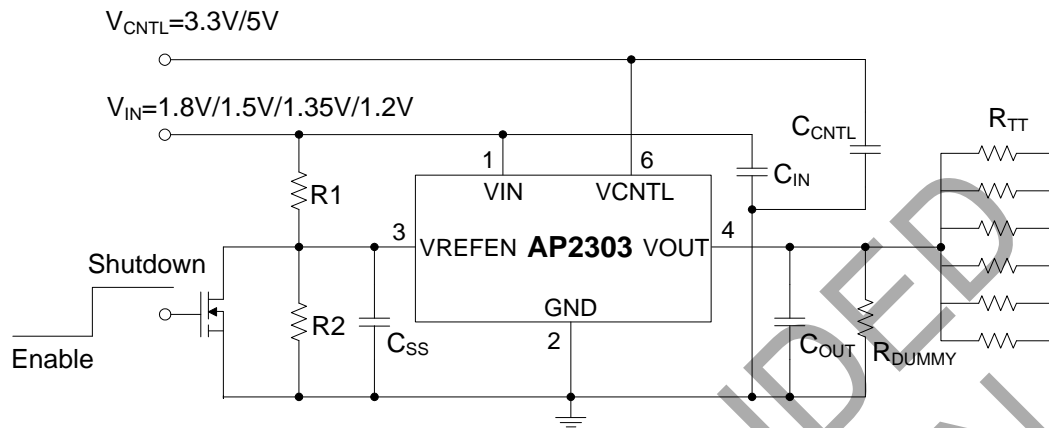 VCNTL=3.3V/5V
VIN=1.8V/1.5V/1.35V/1.2V
CCNTL
RTT
1
6
CIN
R1
VIN
VCNTL
3
VREFEN AP2303 VOUT
4
Shutdown
GND
R2
CSS
2
COUT
RDUMMY
Enable